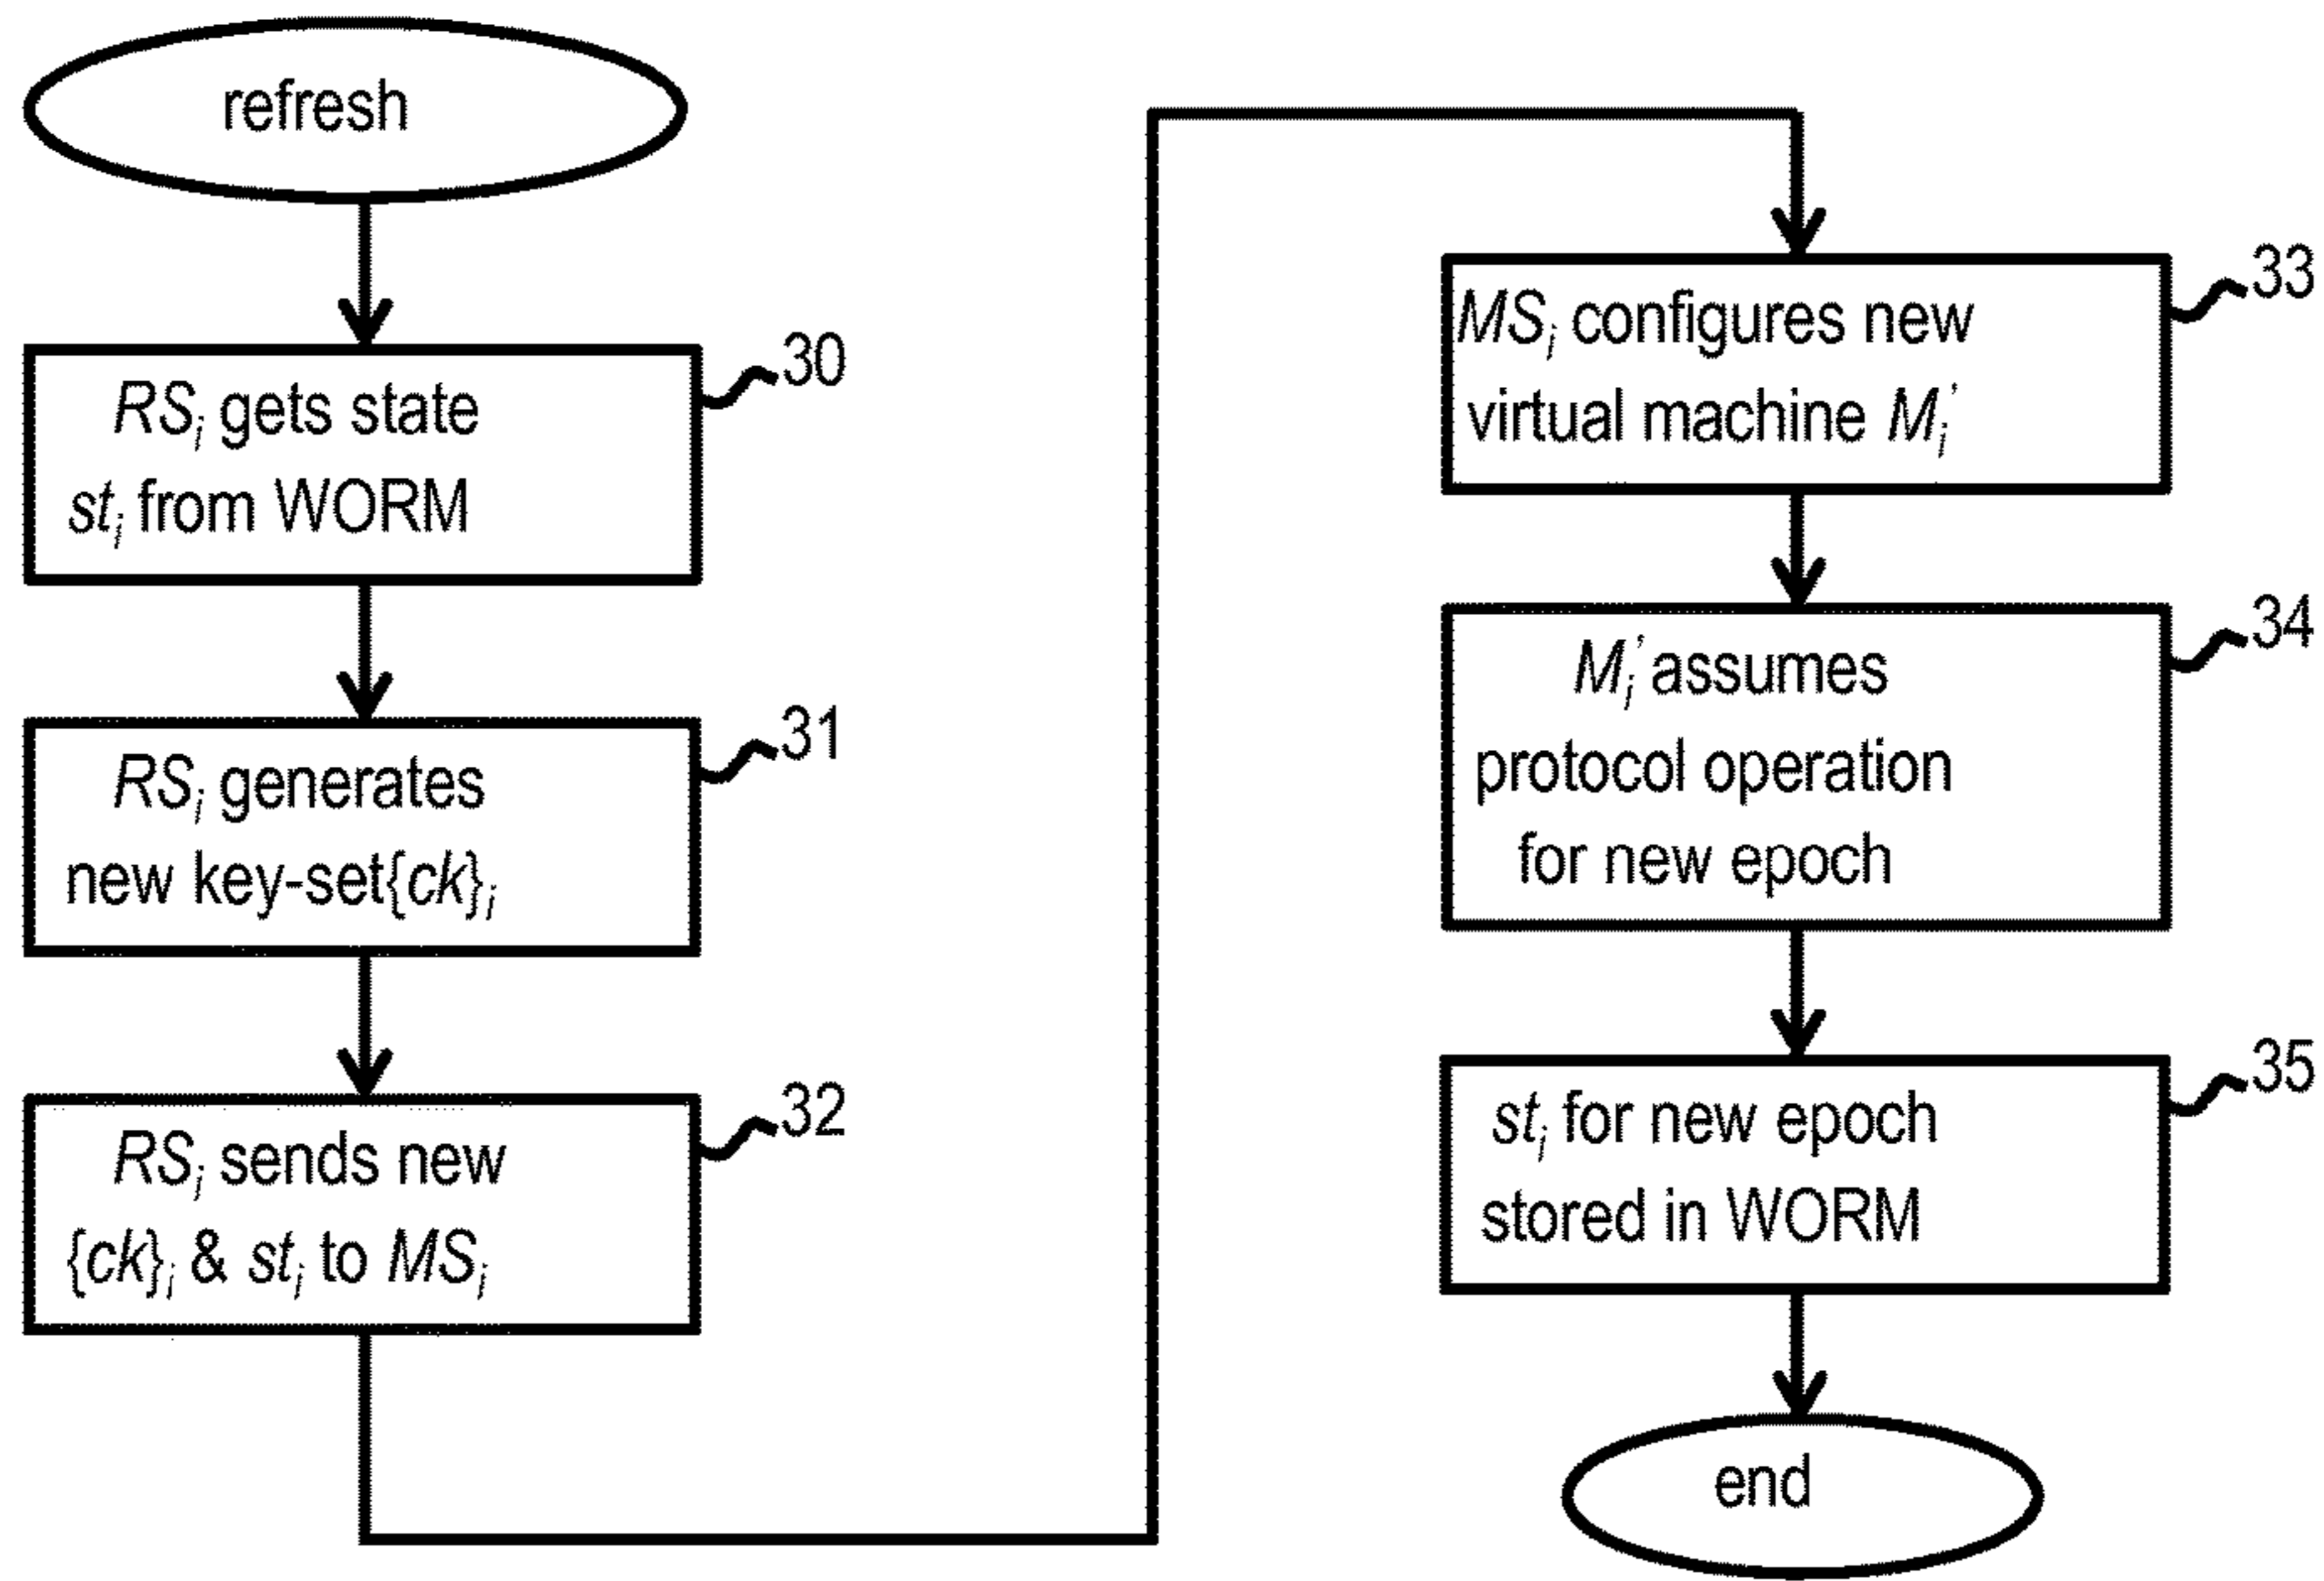 refresh
30
RSᵢ gets state
stᵢ from WORM
31
RSᵢ generates
new key-set{ck}ᵢ
32
RSᵢ sends new
{ck}ᵢ & stᵢ to MSᵢ
33
MSᵢ configures new
virtual machine Mᵢ’
34
Mᵢ’ assumes
protocol operation
for new epoch
35
stᵢ for new epoch
stored in WORM
end